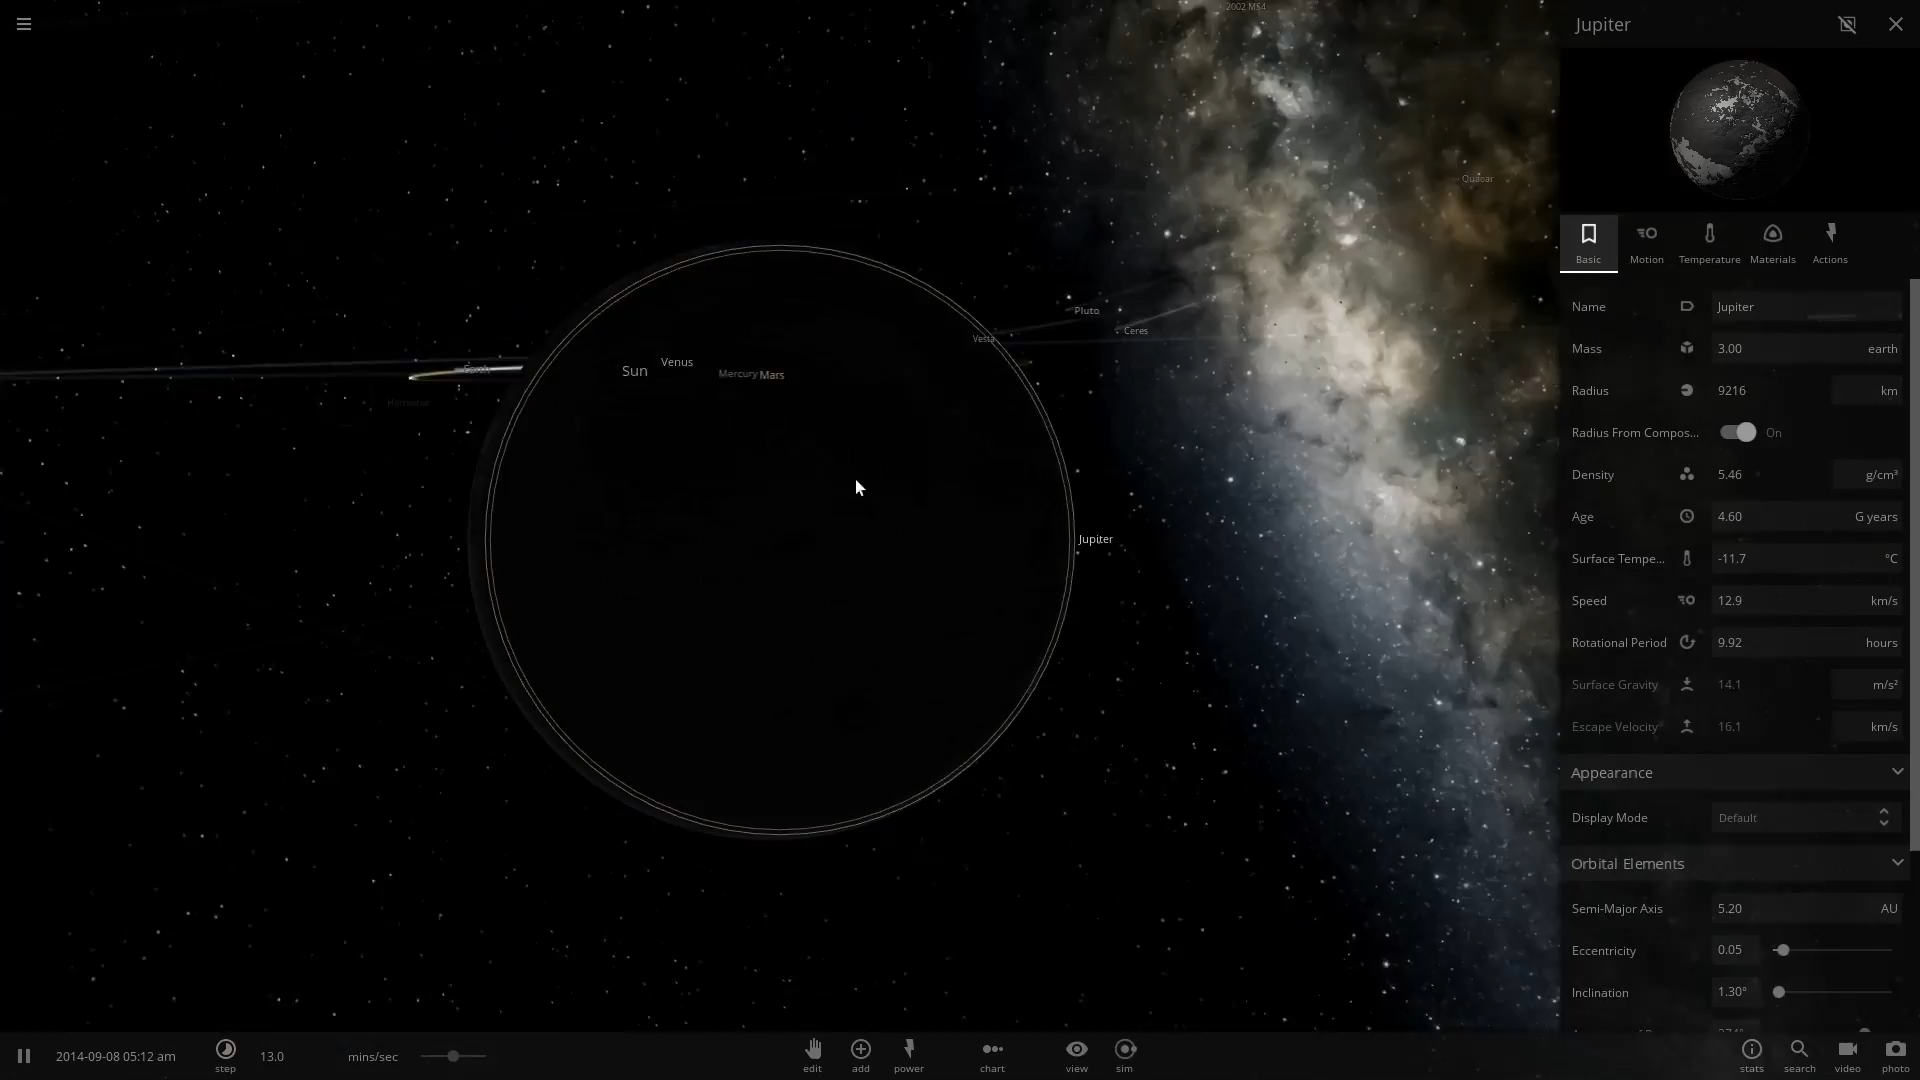 2002 MS4
Jupiter
Quaoar
Basic
Motion
Temperature
Materials
Actions
Name Jupiter
Pluto
Ceres
Vesta
Mass 3.00 earth
Venus
Sun
Earth
Mercury Mars
Radius 9216 km
Radius From Compos... On
Density 5.46 g/cm³
Age 4.60 G years
Jupiter
Surface Tempe... -11.7 °C
Speed 12.9 km/s
Rotational Period 9.92 hours
Surface Gravity 14.1 m/s²
Escape Velocity 16.1 km/s
Appearance
Display Mode Default
Orbital Elements
Semi-Major Axis 5.20 AU
Eccentricity 0.05
Inclination 1.30°
2014-09-08 05:12 am
step
13.0 mins/sec
edit
add
power
chart
view
sim
stats
search
video
photo